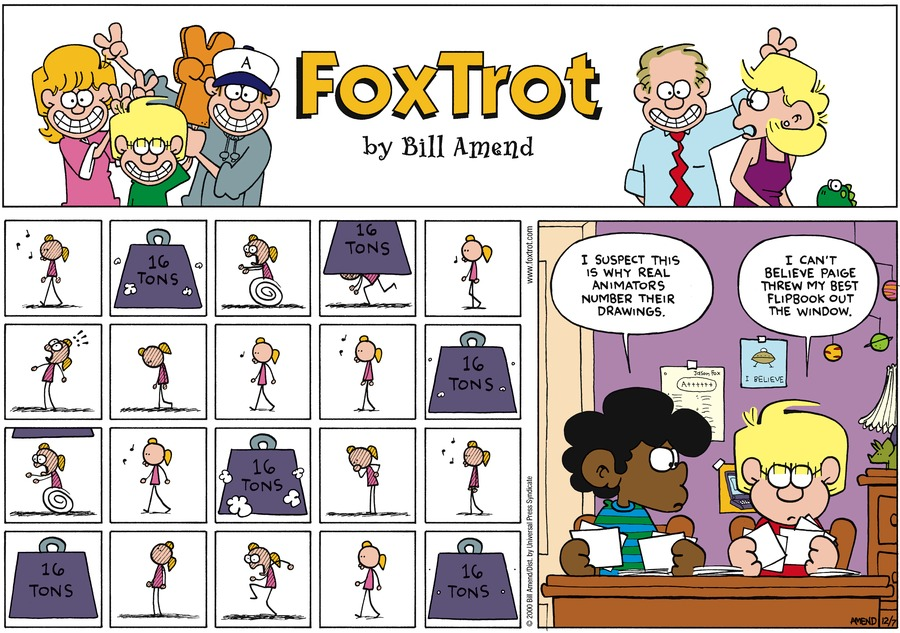 A
FoxTrot
by Bill Amend
16
TONS
16
TONS
16
TONS
16
TONS
16
TONS
16
TONS
16
TONS
www.foxtrot.com
© 2000 Bill Amend/Dist. by Universal Press Syndicate
I SUSPECT THIS
IS WHY REAL
ANIMATORS
NUMBER THEIR
DRAWINGS.
I CAN'T
BELIEVE PAIGE
THREW MY BEST
FLIPBOOK OUT
THE WINDOW.
Jason Fox
A++++++
I BELIEVE
AMEND 12/7